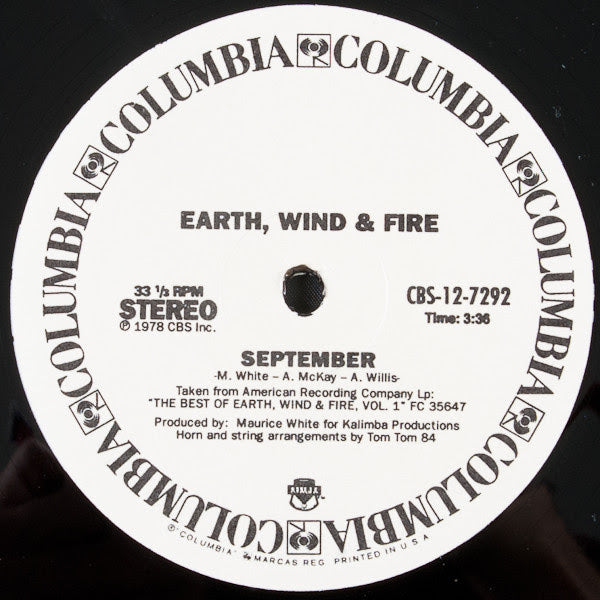 COLUMBIA COLUMBIA COLUMBIA COLUMBIA COLUMBIA COLUMBIA COLUMBIA
EARTH, WIND & FIRE
33 1/3 RPM
STEREO
℗ 1978 CBS Inc.
CBS-12-7292
Time: 3:36
SEPTEMBER
-M. White – A. McKay – A. Willis-
Taken from American Recording Company Lp:
"THE BEST OF EARTH, WIND & FIRE, VOL. 1" FC 35647
Produced by: Maurice White for Kalimba Productions
Horn and string arrangements by Tom Tom 84
"COLUMBIA" MARCAS REG. PRINTED IN U S A